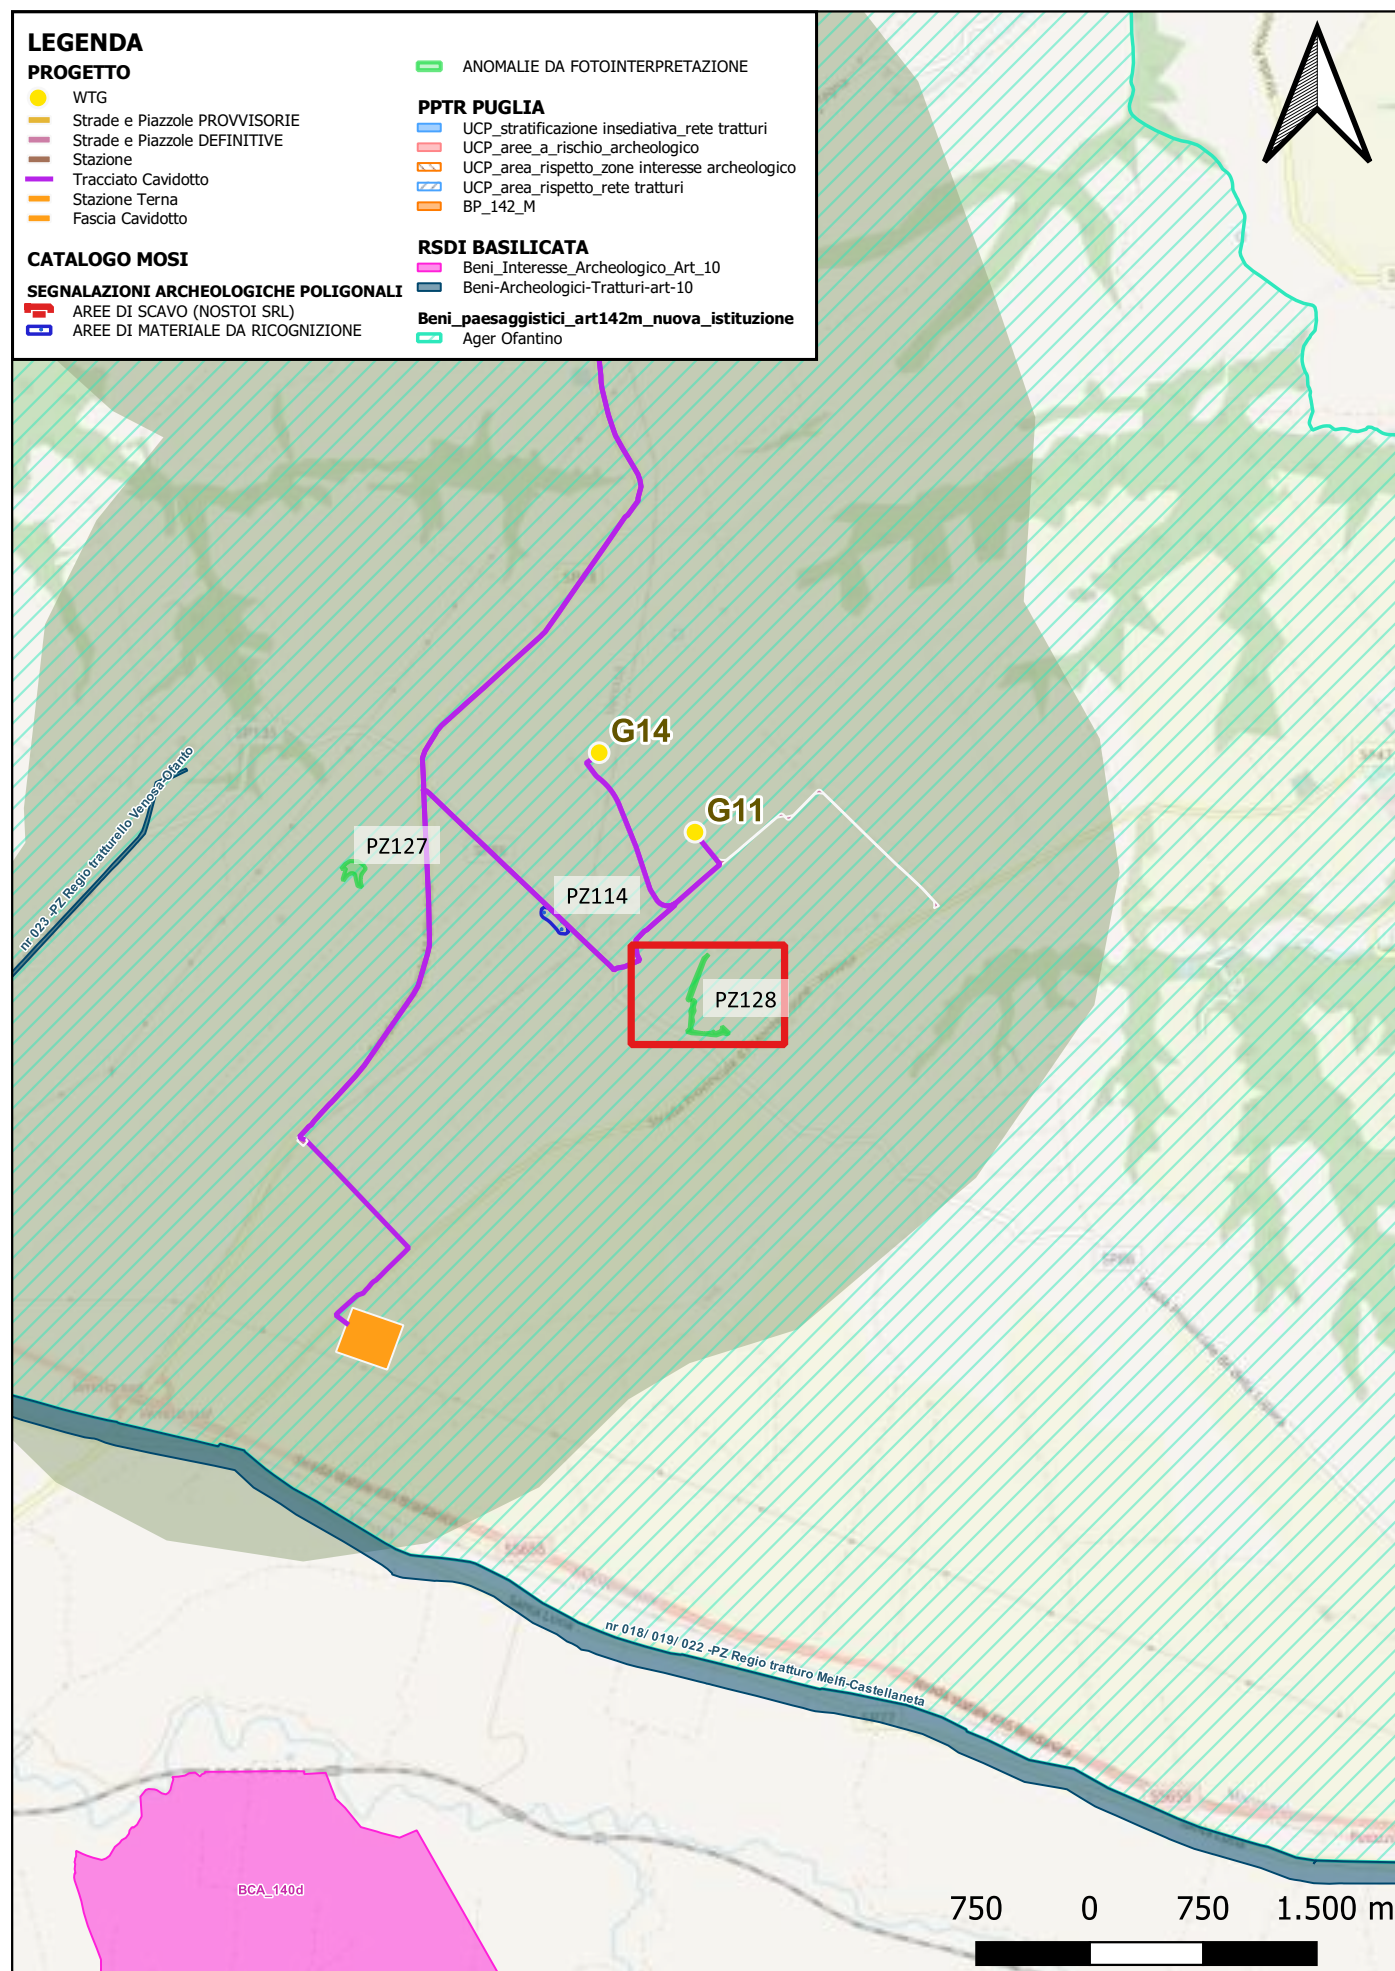 LEGENDA
PROGETTO
WTG
Strade e Piazzole PROVVISORIE
Strade e Piazzole DEFINITIVE
Stazione
Tracciato Cavidotto
Stazione Terna
Fascia Cavidotto
CATALOGO MOSI
SEGNALAZIONI ARCHEOLOGICHE POLIGONALI
AREE DI SCAVO (NOSTOI SRL)
AREE DI MATERIALE DA RICOGNIZIONE
ANOMALIE DA FOTOINTERPRETAZIONE
PPTR PUGLIA
UCP_stratificazione insediativa_rete tratturi
UCP_aree_a_rischio_archeologico
UCP_area_rispetto_zone interesse archeologico
UCP_area_rispetto_rete tratturi
BP_142_M
RSDI BASILICATA
Beni_Interesse_Archeologico_Art_10
Beni-Archeologici-Tratturi-art-10
Beni_paesaggistici_art142m_nuova_istituzione
Ager Ofantino
G14
G11
nr 023 -PZ Regio tratturello Venosa-Ofanto
PZ127
PZ114
PZ128
nr 018/ 019/ 022 -PZ Regio tratturo Melfi-Castellaneta
SS655
BCA_140d
750 0 750 1.500 m